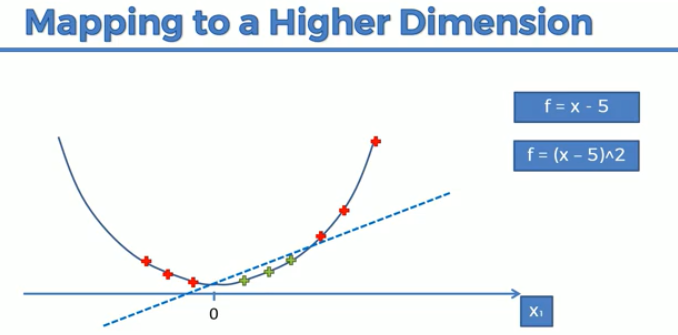 Mapping to a Higher Dimension
f = x - 5
f = (x – 5)^2
0
X₁